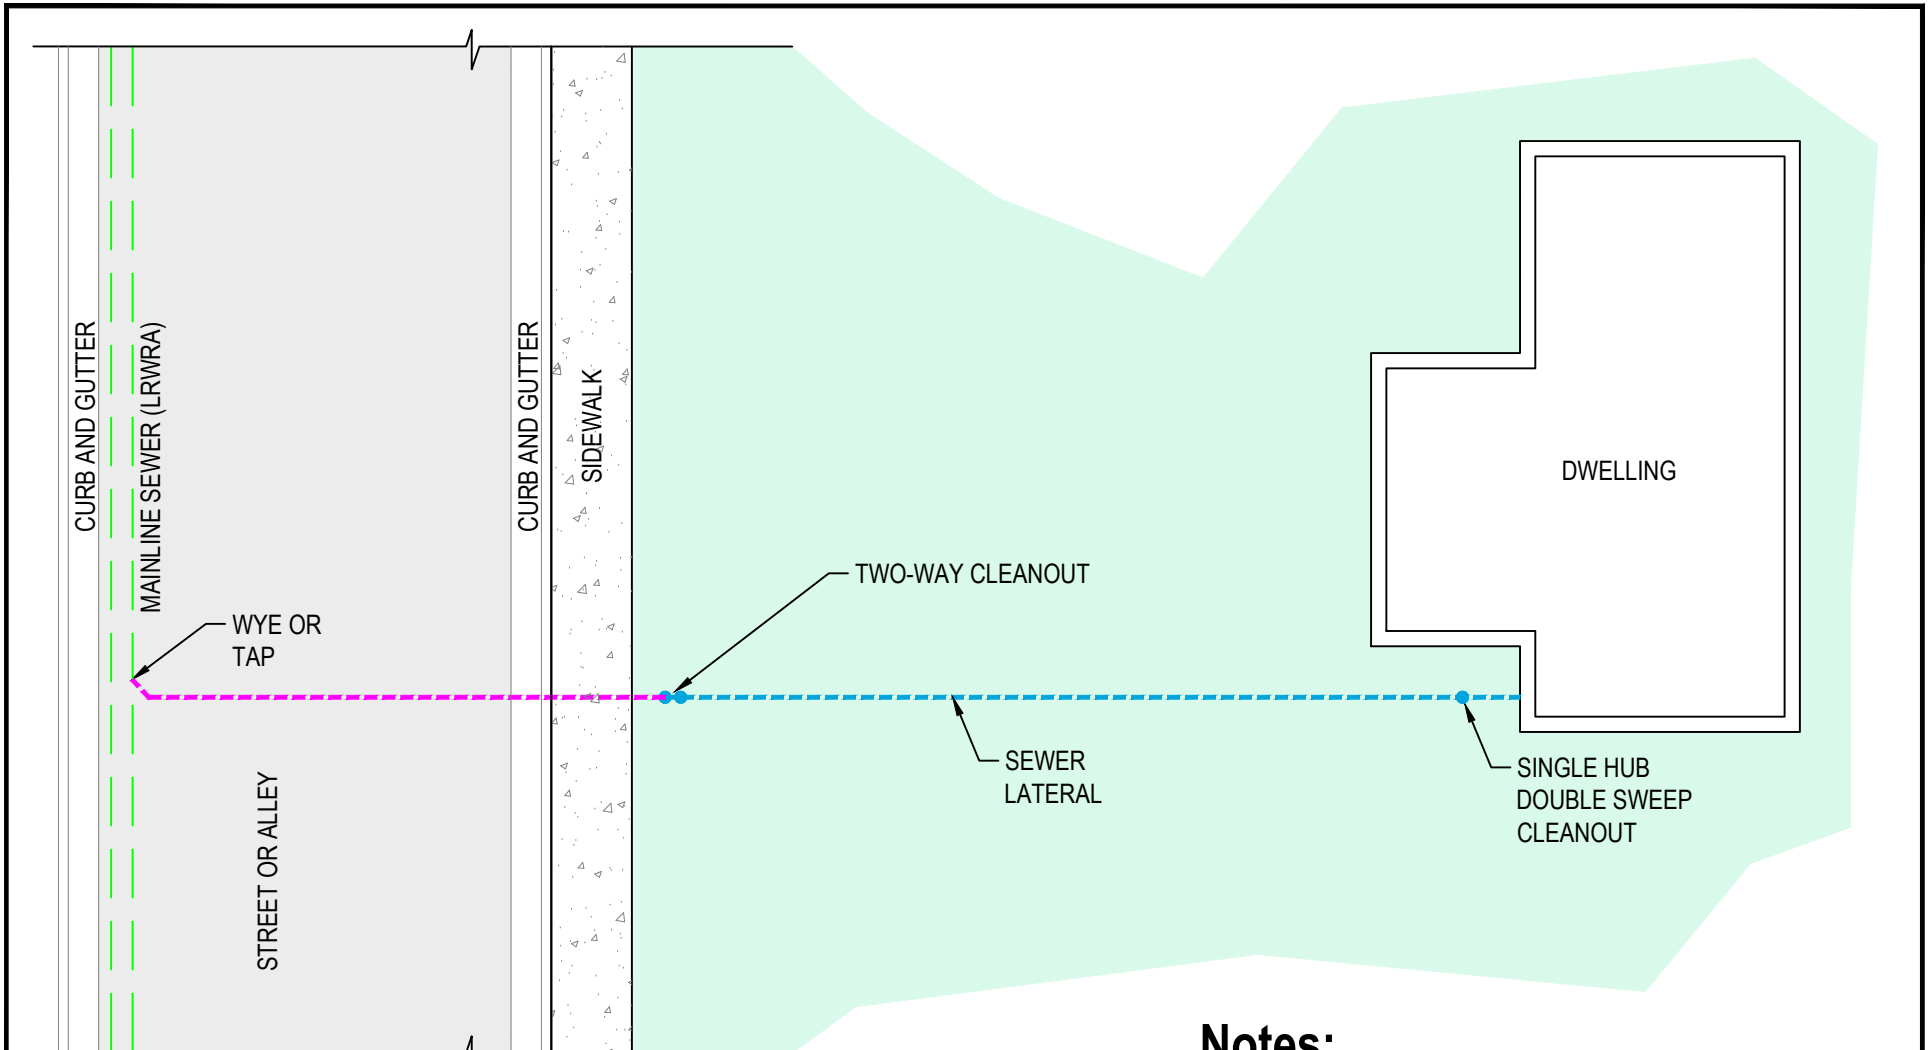 CURB AND GUTTER
MAINLINE SEWER (LRWRA)
CURB AND GUTTER
SIDEWALK
DWELLING
TWO-WAY CLEANOUT
WYE OR
TAP
SEWER
LATERAL
SINGLE HUB
DOUBLE SWEEP
CLEANOUT
STREET OR ALLEY
Notes: